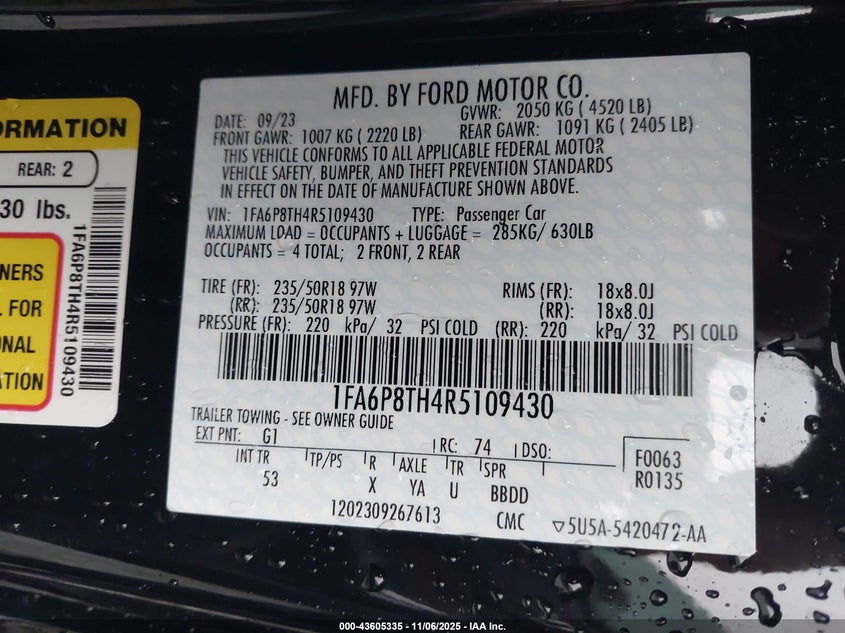 ORMATION
REAR: 2
30 lbs.
NERS
FOR
NAL
ATION
1FA6P8TH4R5109430
MFD. BY FORD MOTOR CO.
DATE: 09/23 GVWR: 2050 KG ( 4520 LB)
FRONT GAWR: 1007 KG ( 2220 LB) REAR GAWR: 1091 KG ( 2405 LB)
THIS VEHICLE CONFORMS TO ALL APPLICABLE FEDERAL MOTOR
VEHICLE SAFETY, BUMPER, AND THEFT PREVENTION STANDARDS
IN EFFECT ON THE DATE OF MANUFACTURE SHOWN ABOVE.
VIN: 1FA6P8TH4R5109430 TYPE: Passenger Car
MAXIMUM LOAD = OCCUPANTS + LUGGAGE = 285KG/ 630LB
OCCUPANTS = 4 TOTAL; 2 FRONT, 2 REAR
TIRE (FR): 235/50R18 97W RIMS (FR): 18x8.0J
(RR): 235/50R18 97W (RR): 18x8.0J
PRESSURE (FR): 220 kPa/ 32 PSI COLD (RR): 220 kPa/ 32 PSI COLD
1FA6P8TH4R5109430
TRAILER TOWING - SEE OWNER GUIDE
EXT PNT: G1 RC: 74 DSO: F0063
R0135
INT TR TP/PS R AXLE TR SPR
53 X YA U BBDD
1202309267613 CMC 5U5A-5420472-AA
000-43605335 - 11/06/2025 - IAA Inc.